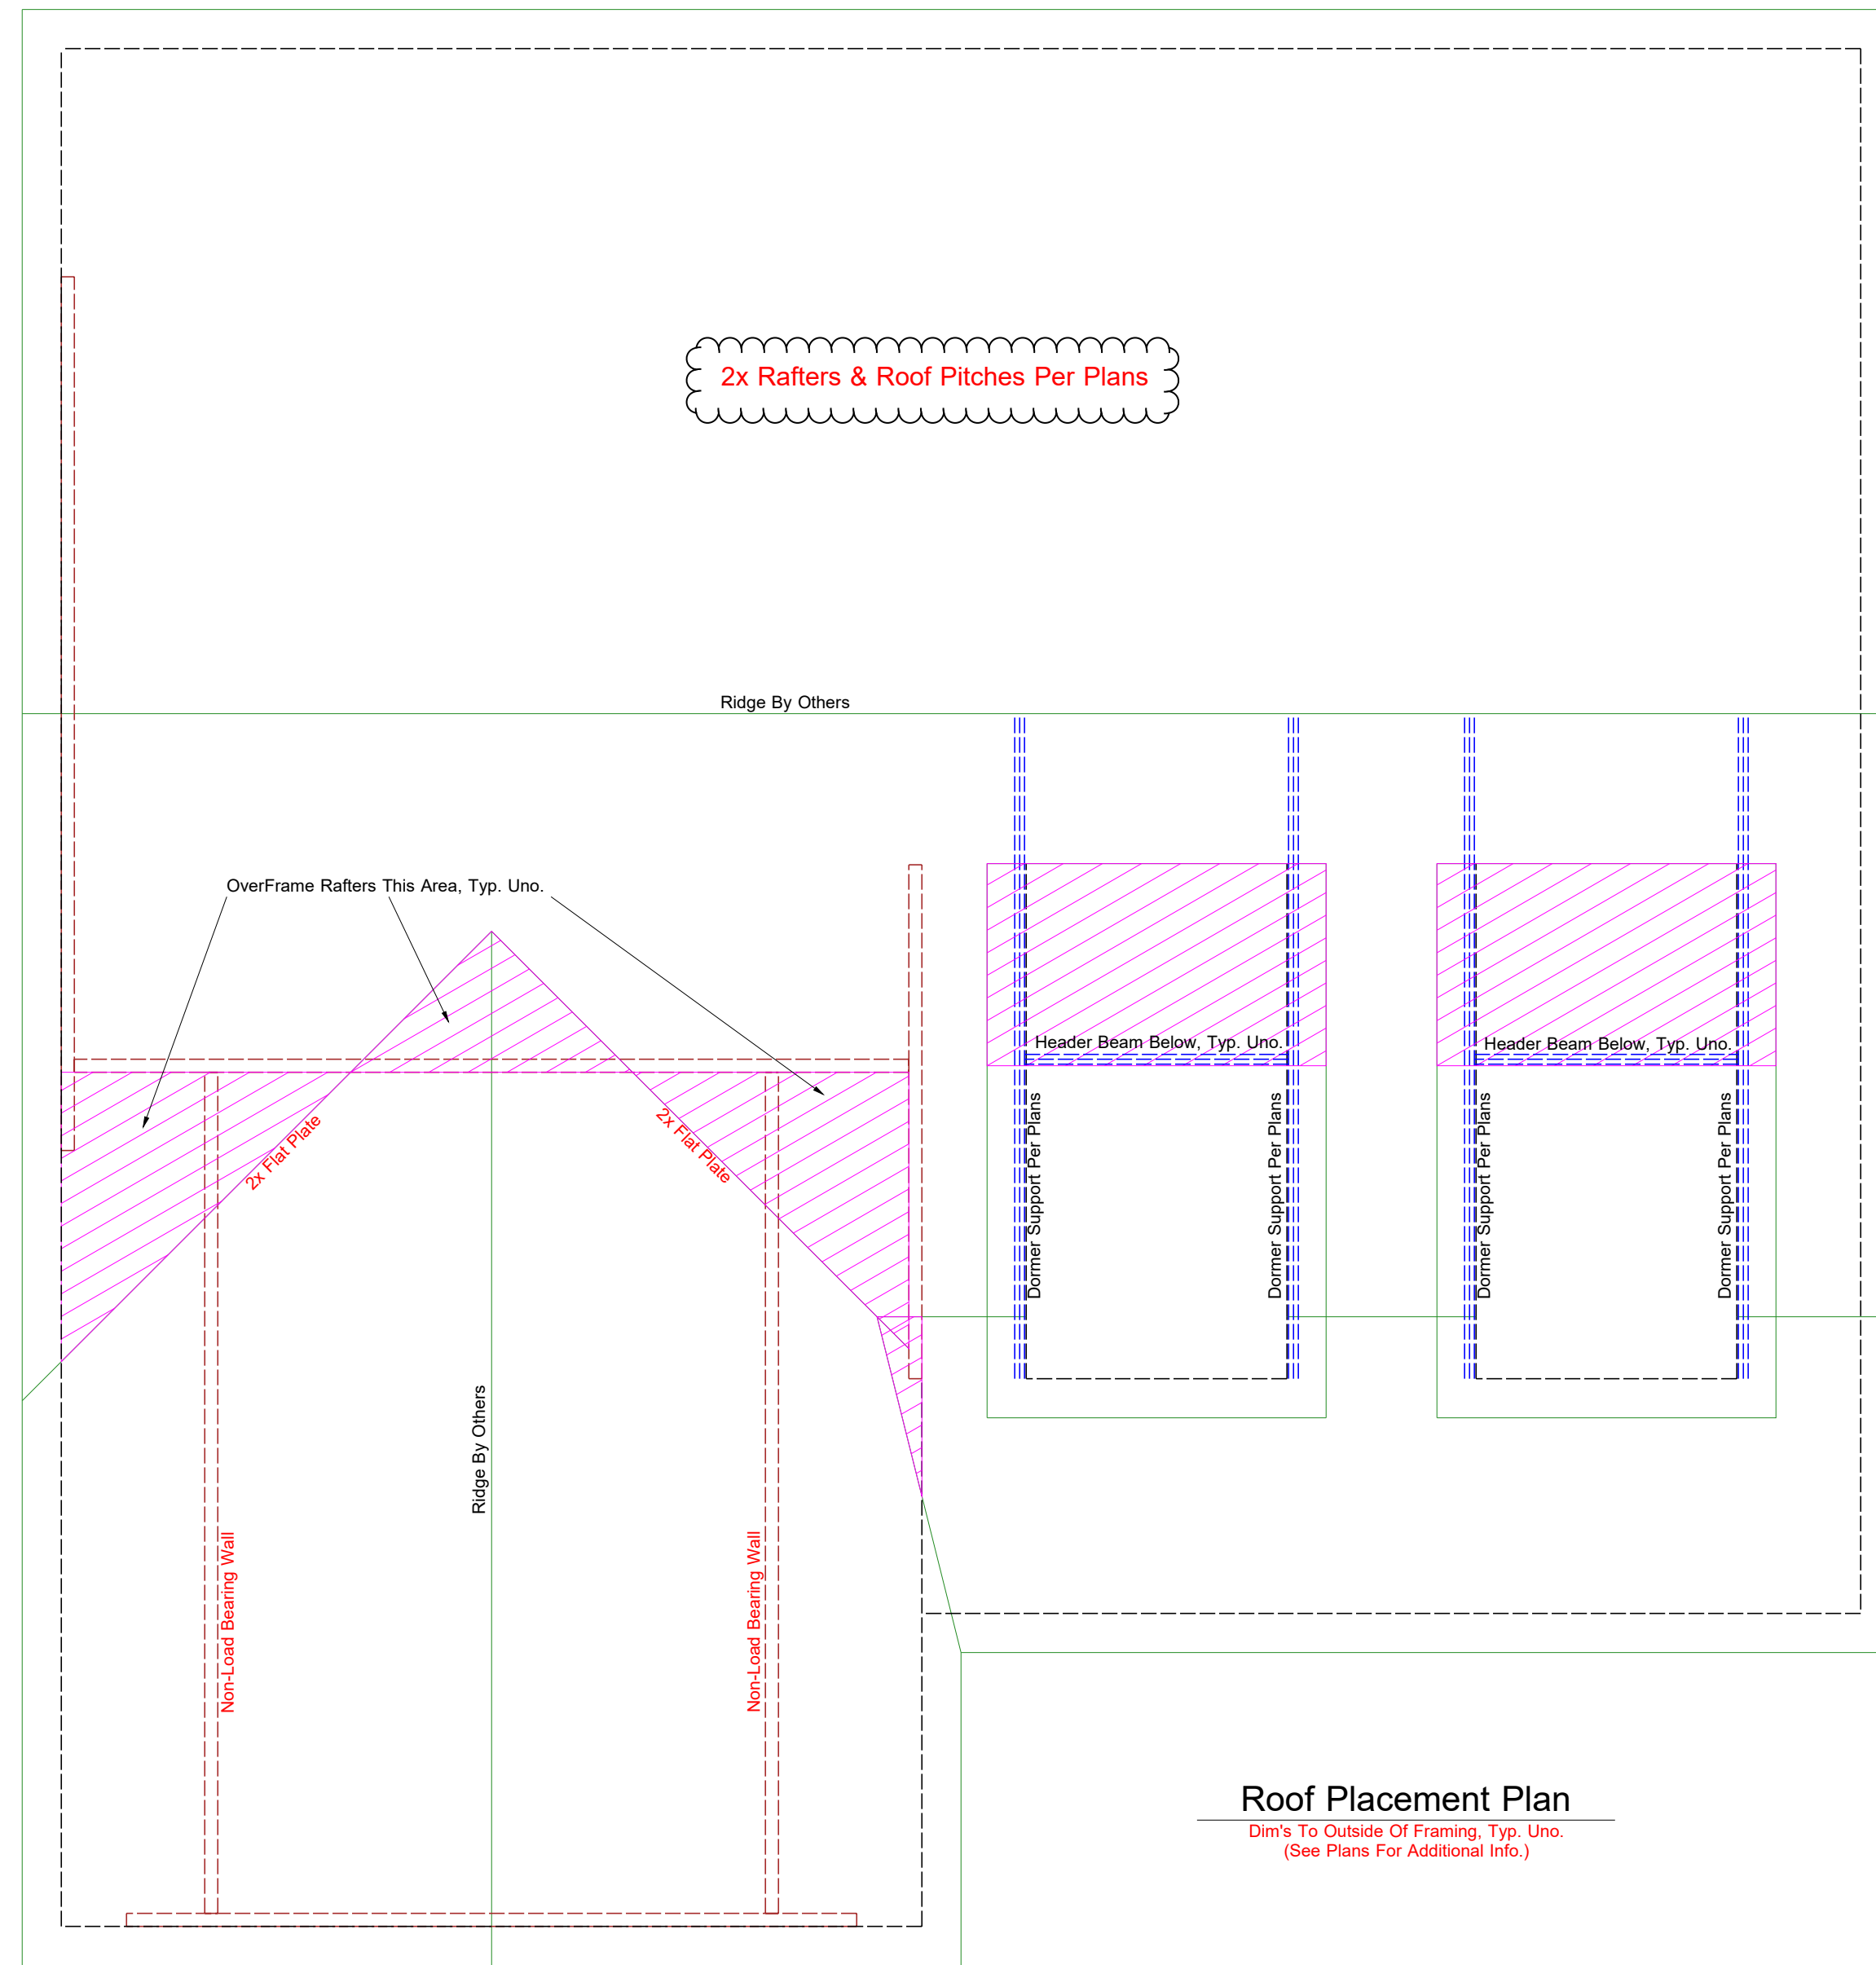 2x Rafters & Roof Pitches Per Plans
Ridge By Others
OverFrame Rafters This Area, Typ. Uno.
Header Beam Below, Typ. Uno.
Header Beam Below, Typ. Uno.
2x Flat Plate
2x Flat Plate
Dormer Support Per Plans
Dormer Support Per Plans
Dormer Support Per Plans
Dormer Support Per Plans
Ridge By Others
Non-Load Bearing Wall
Non-Load Bearing Wall
Roof Placement Plan
Dim's To Outside Of Framing, Typ. Uno.
(See Plans For Additional Info.)